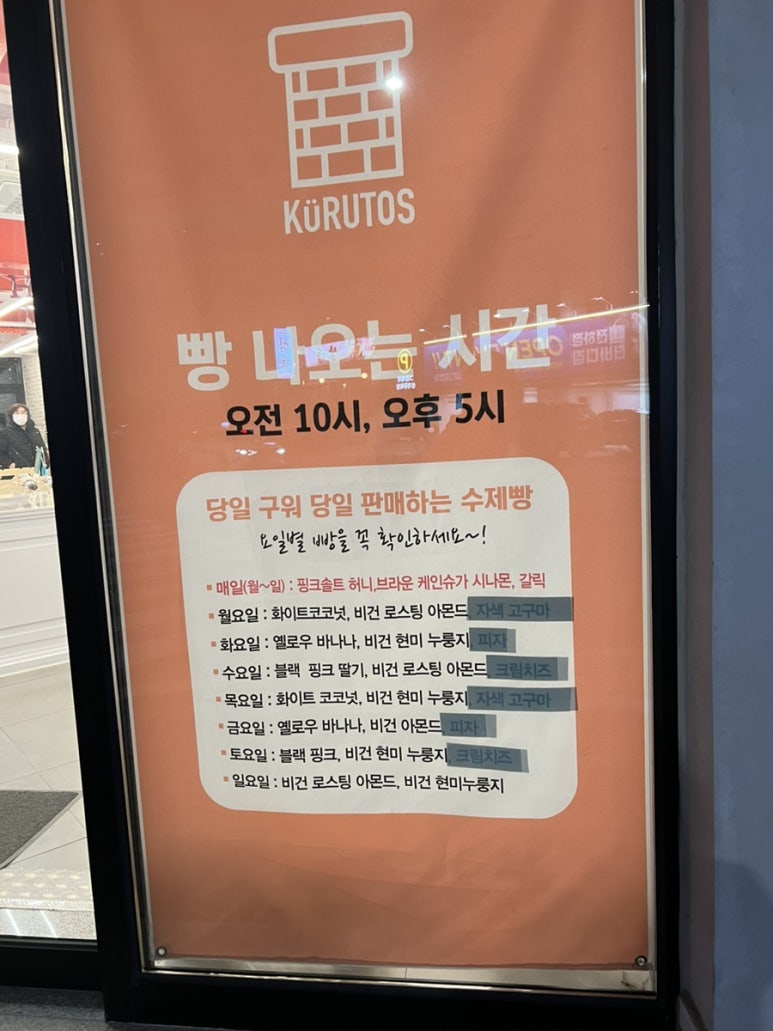 KÜRUTOS
빵 나오는 시간
오전 10시, 오후 5시
당일 구워 당일 판매하는 수제빵
요일별 빵을 꼭 확인하세요~!
매일(월~일) : 핑크솔트 허니,브라운 케인슈가 시나몬, 갈릭
월요일 : 화이트코코넛, 비건 로스팅 아몬드, 자색 고구마
화요일 : 옐로우 바나나, 비건 현미 누룽지, 피자
수요일 : 블랙 핑크 딸기, 비건 로스팅 아몬드, 크림치즈
목요일 : 화이트 코코넛, 비건 현미 누룽지, 자색 고구마
금요일 : 옐로우 바나나, 비건 아몬드, 피자
토요일 : 블랙 핑크, 비건 현미 누룽지, 크림치즈
일요일 : 비건 로스팅 아몬드, 비건 현미누룽지
OPEN